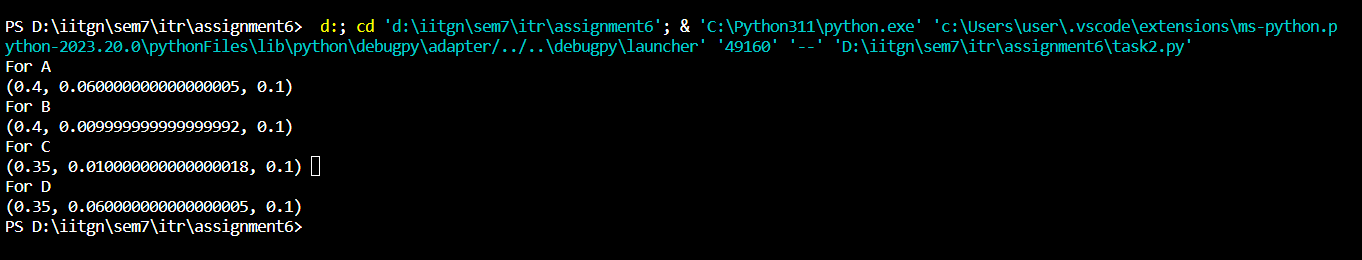 PS D:\iitgn\sem7\itr\assignment6>  d:; cd 'd:\iitgn\sem7\itr\assignment6'; & 'C:\Python311\python.exe' 'c:\Users\user\.vscode\extensions\ms-python.p
ython-2023.20.0\pythonFiles\lib\python\debugpy\adapter/../..\debugpy\launcher' '49160' '--' 'D:\iitgn\sem7\itr\assignment6\task2.py'
For A
(0.4, 0.060000000000000005, 0.1)
For B
(0.4, 0.009999999999999992, 0.1)
For C
(0.35, 0.010000000000000018, 0.1)
For D
(0.35, 0.060000000000000005, 0.1)
PS D:\iitgn\sem7\itr\assignment6>